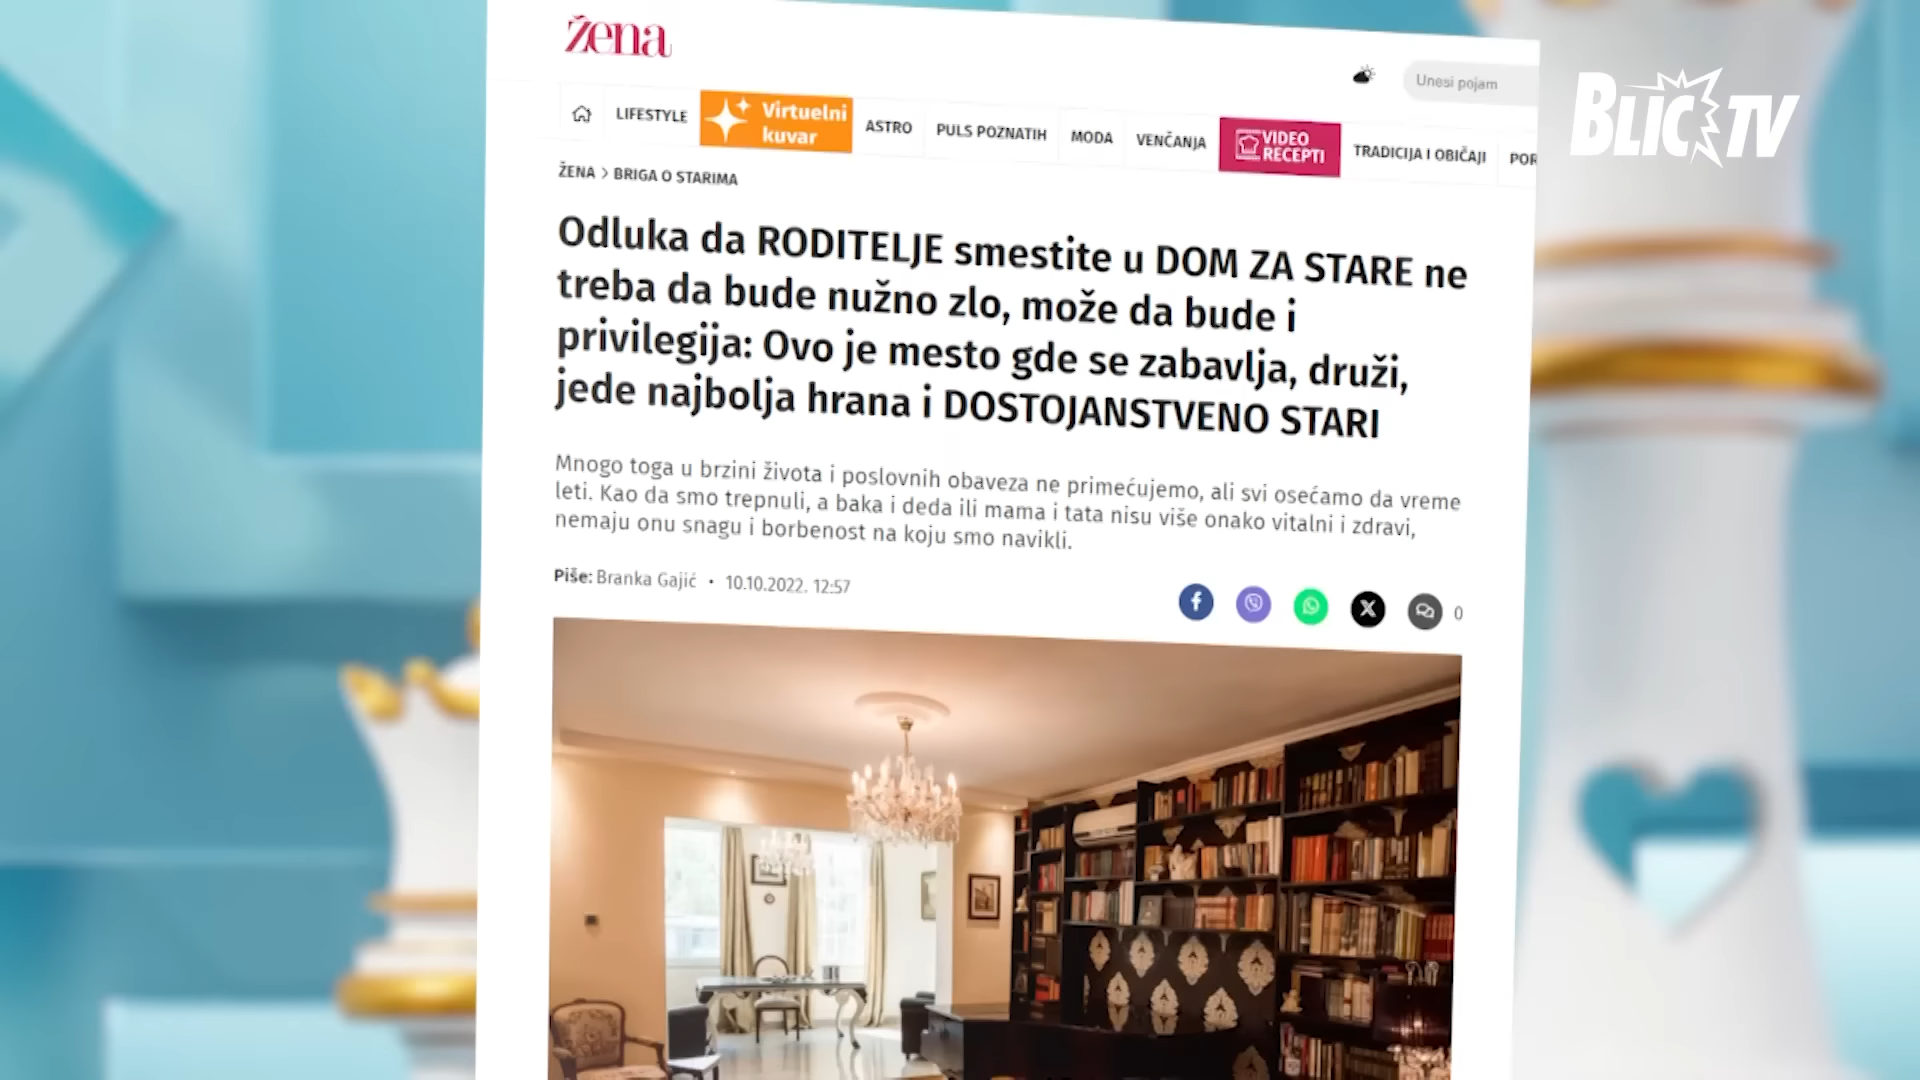 žena
Unesi pojam
BLIC TV
LIFESTYLE
Virtuelni
kuvar
ASTRO
PULS POZNATIH
MODA
VENČANJA
VIDEO
RECEPTI
TRADICIJA I OBIČAJI
POR
ŽENA > BRIGA O STARIMA
Odluka da RODITELJE smestite u DOM ZA STARE ne
treba da bude nužno zlo, može da bude i
privilegija: Ovo je mesto gde se zabavlja, druži,
jede najbolja hrana i DOSTOJANSTVENO STARI
Mnogo toga u brzini života i poslovnih obaveza ne primećujemo, ali svi osećamo da vreme
leti. Kao da smo trepnuli, a baka i deda ili mama i tata nisu više onako vitalni i zdravi,
nemaju onu snagu i borbenost na koju smo navikli.
Piše: Branka Gajić • 10.10.2022. 12:57
0